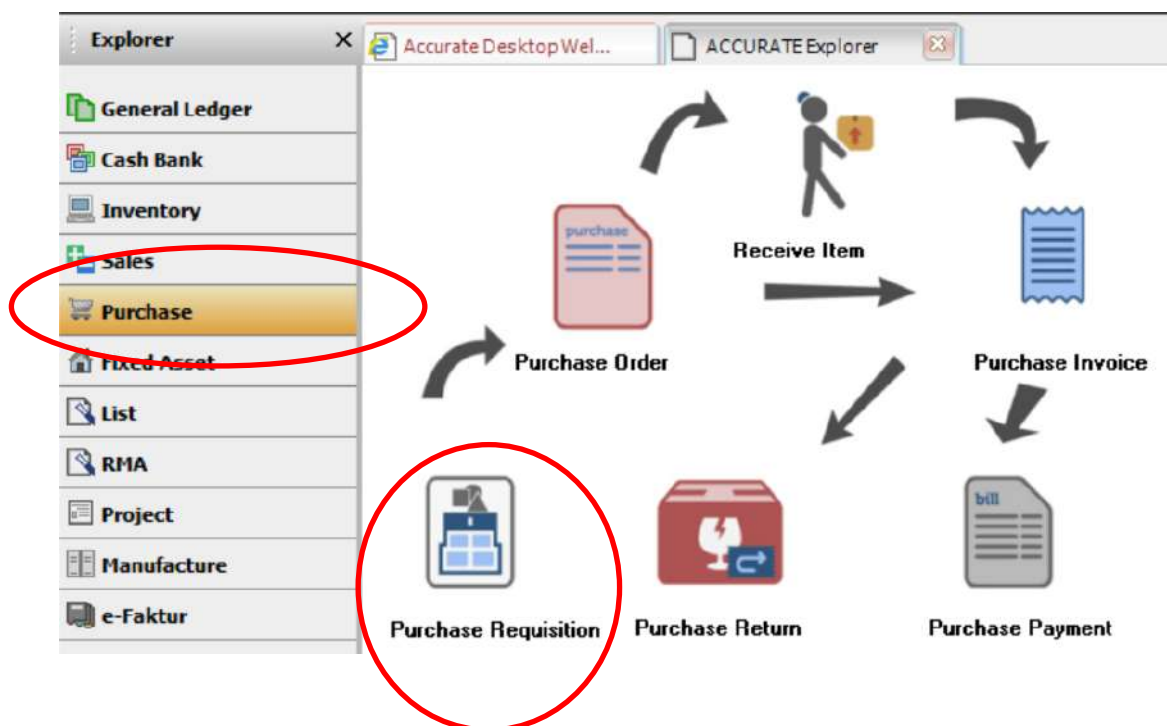 Explorer
Accurate Desktop Wel...
ACCURATE Explorer
General Ledger
Cash Bank
Inventory
Sales
Purchase
Fixed Asset
List
RMA
Project
Manufacture
e-Faktur
purchase
Receive Item
Purchase Order
Purchase Invoice
bill
Purchase Requisition
Purchase Return
Purchase Payment